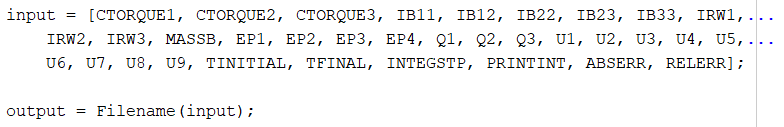 input = [CTORQUE1, CTORQUE2, CTORQUE3, IB11, IB12, IB22, IB23, IB33, IRW1,...
IRW2, IRW3, MASSB, EP1, EP2, EP3, EP4, Q1, Q2, Q3, U1, U2, U3, U4, U5,...
U6, U7, U8, U9, TINITIAL, TFINAL, INTEGSTP, PRINTINT, ABSERR, RELERR];
output = Filename(input);